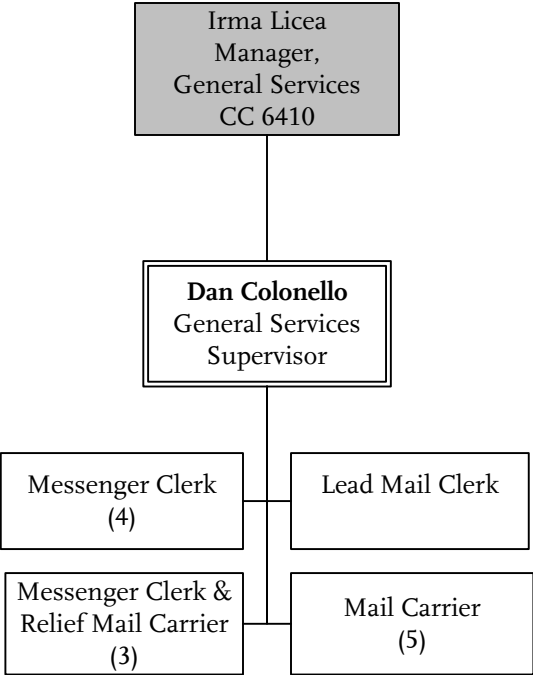 Irma Licea
Manager,
General Services
CC 6410
Dan Colonello
General Services
Supervisor
Messenger Clerk
(4)
Lead Mail Clerk
Messenger Clerk &
Relief Mail Carrier
(3)
Mail Carrier
(5)